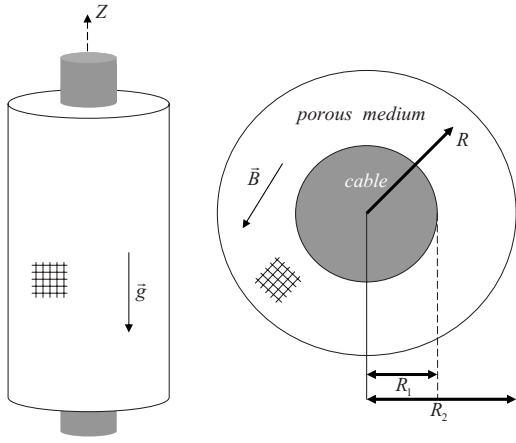 Z
g⃗
porous medium
R
cable
B⃗
R₁
R₂